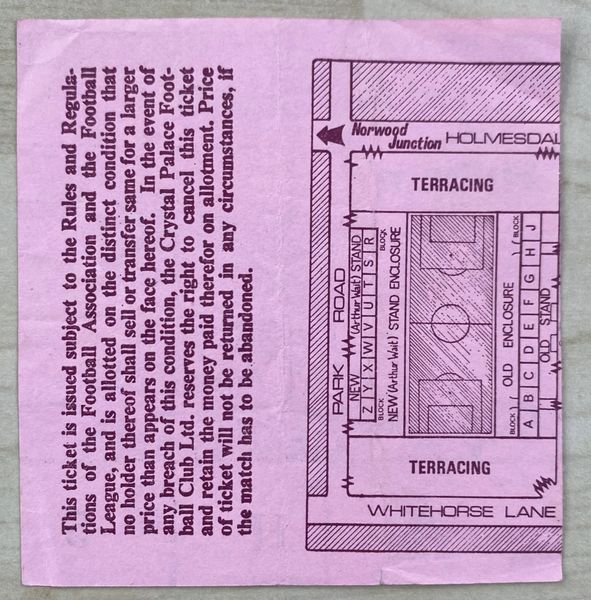 This ticket is issued subject to the Rules and Regula-
tions of the Football Association and the Football
League, and is allotted on the distinct condition that
no holder thereof shall sell or transfer same for a larger
price than appears on the face hereof. In the event of
any breach of this condition, the Crystal Palace Foot-
ball Club Ltd. reserves the right to cancel this ticket
and retain the money paid therefor on allotment. Price
of ticket will not be returned in any circumstances, if
the match has to be abandoned.
Norwood
Junction
HOLMESDAL
TERRACING
PARK ROAD
NEW (Arthur Wait) STAND
Z Y X W V U T S R
BLOCK BLOCK
NEW (Arthur Wait) STAND ENCLOSURE
BLOCK OLD ENCLOSURE BLOCK
A B C D E F G H J
OLD STAND
TERRACING
WHITEHORSE LANE